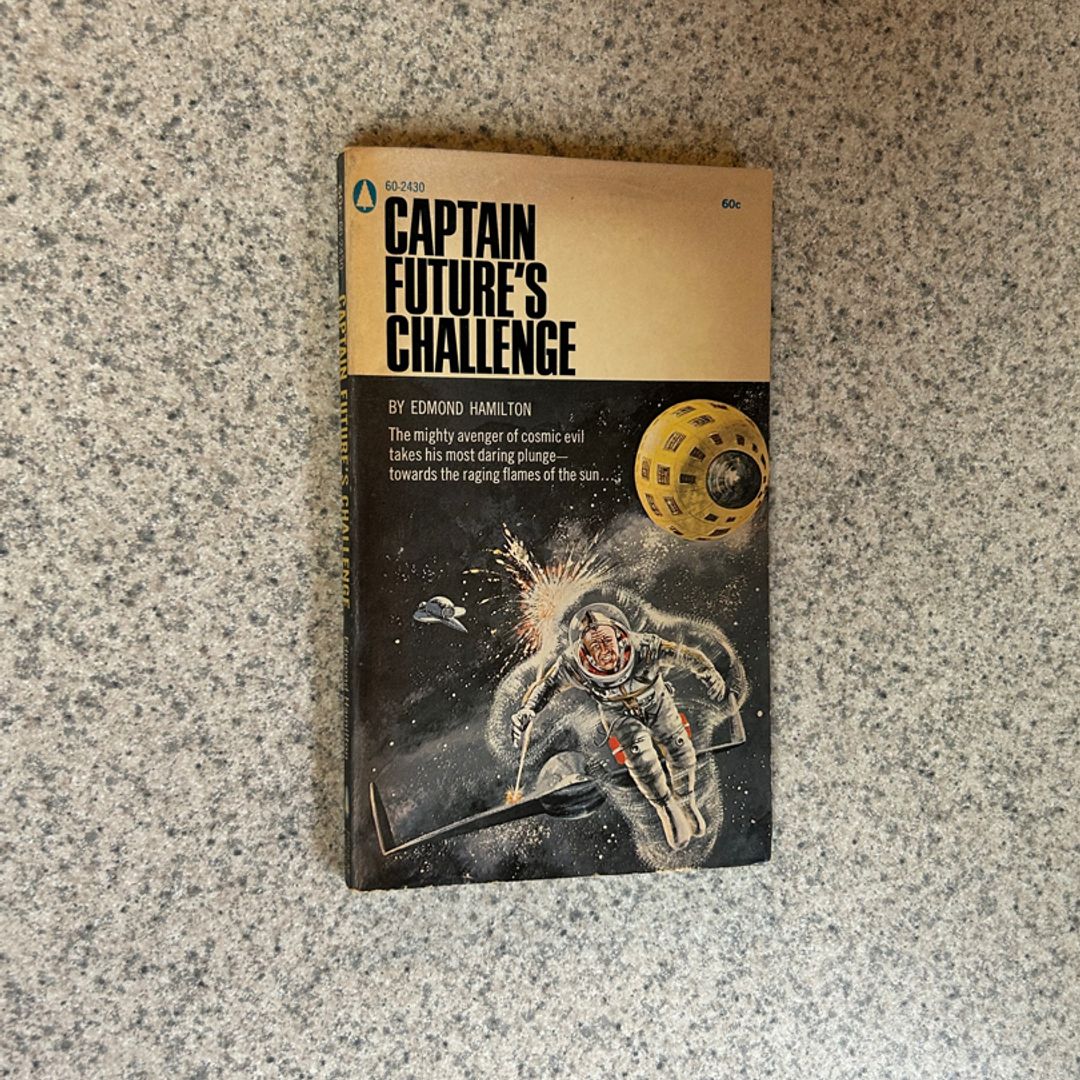 60-2430
60c
CAPTAIN
FUTURE'S
CHALLENGE
BY EDMOND HAMILTON
The mighty avenger of cosmic evil
takes his most daring plunge—
towards the raging flames of the sun....
CAPTAIN FUTURE'S CHALLENGE